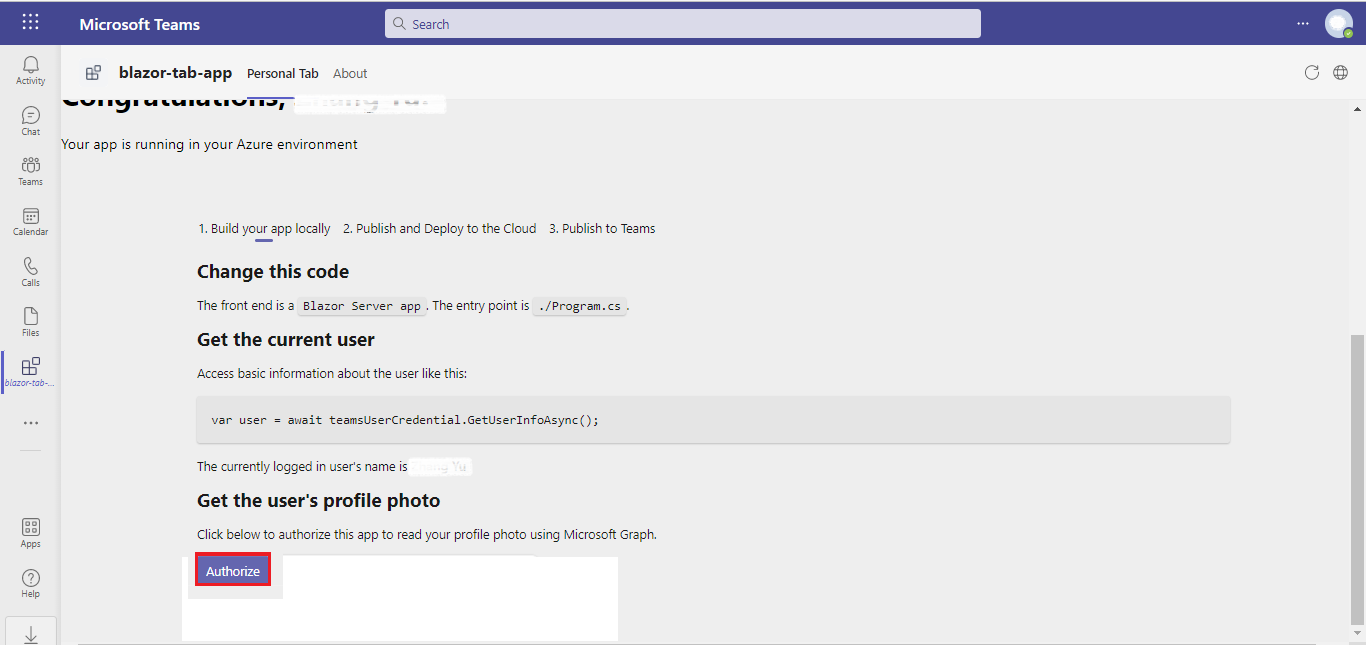 Microsoft Teams
Search
Activity
Chat
Teams
Calendar
Calls
Files
blazor-tab-...
Apps
Help
blazor-tab-app Personal Tab About
Congratulations,
Your app is running in your Azure environment
1. Build your app locally 2. Publish and Deploy to the Cloud 3. Publish to Teams
Change this code
The front end is a Blazor Server app. The entry point is ./Program.cs.
Get the current user
Access basic information about the user like this:
var user = await teamsUserCredential.GetUserInfoAsync();
The currently logged in user's name is
Get the user's profile photo
Click below to authorize this app to read your profile photo using Microsoft Graph.
Authorize